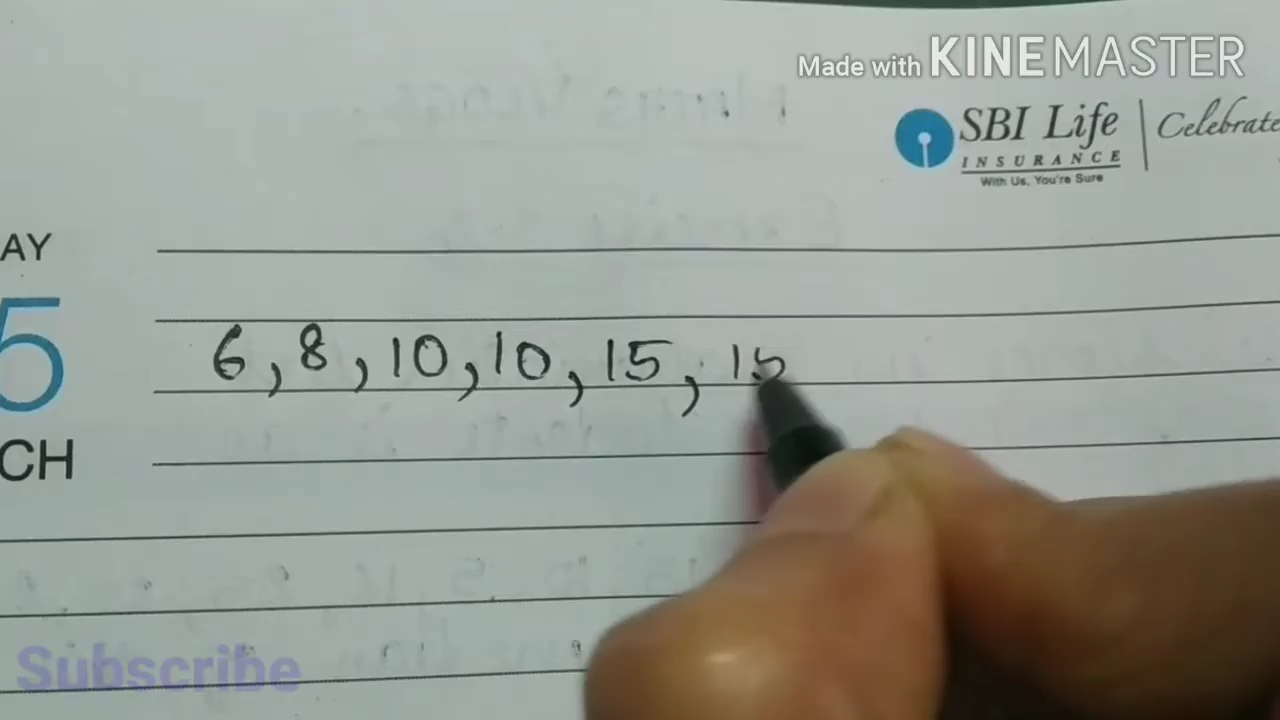 Made with KINEMASTER
SBI Life
INSURANCE
With Us, You're Sure
Celebrate
AY
5
CH
6, 8, 10, 10, 15, 15
Subscribe